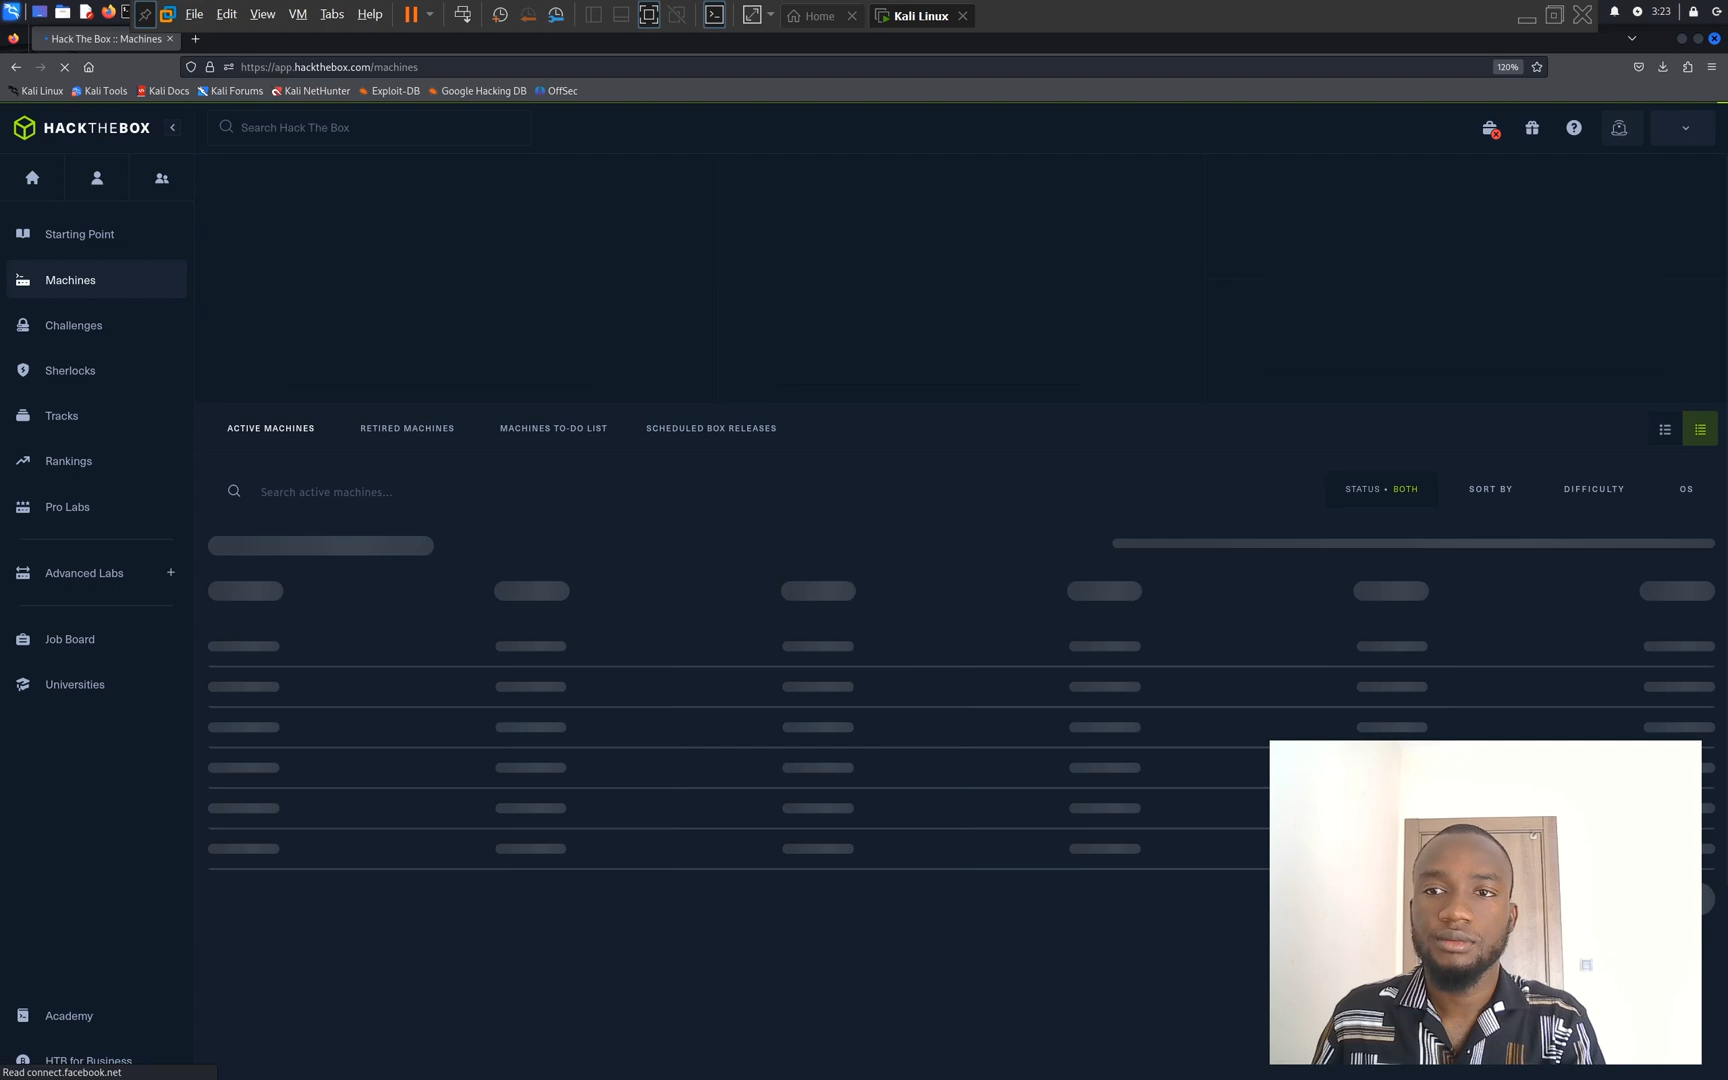 File Edit View VM Tabs Help
Home
Kali Linux
3:23
Hack The Box :: Machines
https://app.hackthebox.com/machines
120%
Kali Linux
Kali Tools
Kali Docs
Kali Forums
Kali NetHunter
Exploit-DB
Google Hacking DB
OffSec
HACKTHEBOX
Search Hack The Box
Starting Point
Machines
Challenges
Sherlocks
Tracks
Rankings
Pro Labs
Advanced Labs
Job Board
Universities
Academy
HTB for Business
ACTIVE MACHINES
RETIRED MACHINES
MACHINES TO-DO LIST
SCHEDULED BOX RELEASES
Search active machines...
STATUS • BOTH
SORT BY
DIFFICULTY
OS
Read connect.facebook.net